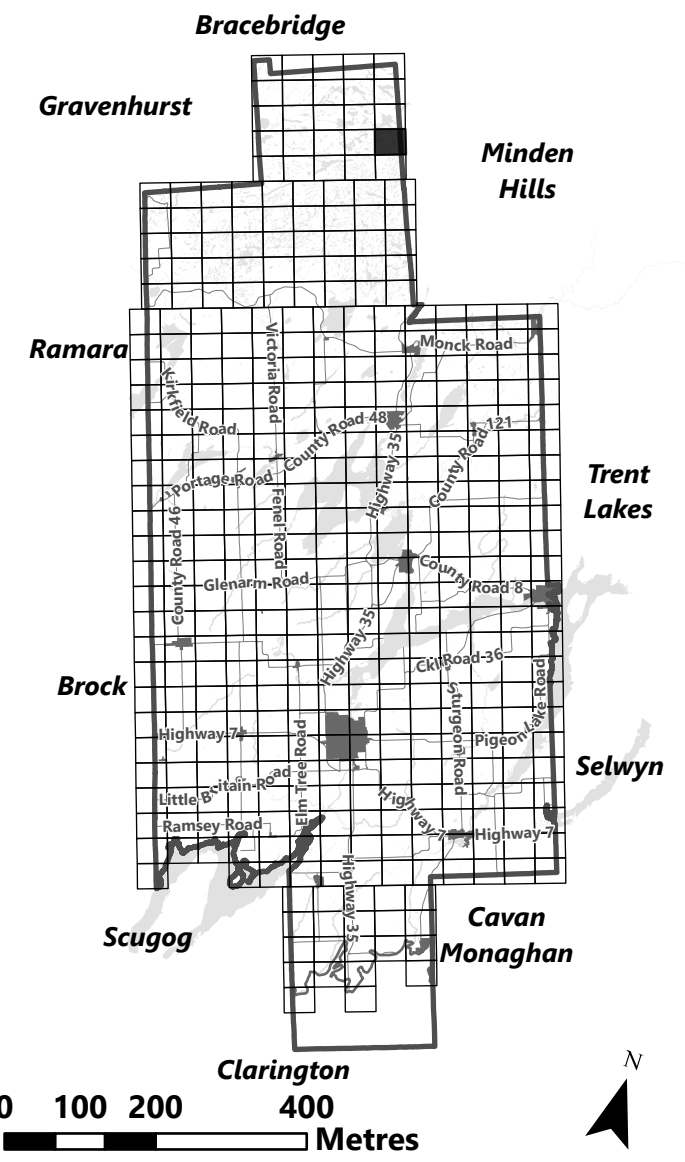 Bracebridge
Gravenhurst
Minden
Hills
Ramara
Monck Road
Victoria Road
Kirkfield Road
County Road 48
Highway 35
County Road 121
Portage Road
Trent
Lakes
Fenel Road
County Road 46
County Road 8
Glenarm Road
Highway 35
Ckl Road 36
Brock
Sturgeon Road
Pigeon Lake Road
Highway 7
Elm Tree Road
Selwyn
Little Britain Road
Highway 7
Ramsey Road
Highway 7
Highway 35
Cavan
Monaghan
Scugog
Clarington
N
0 100 200 400
Metres